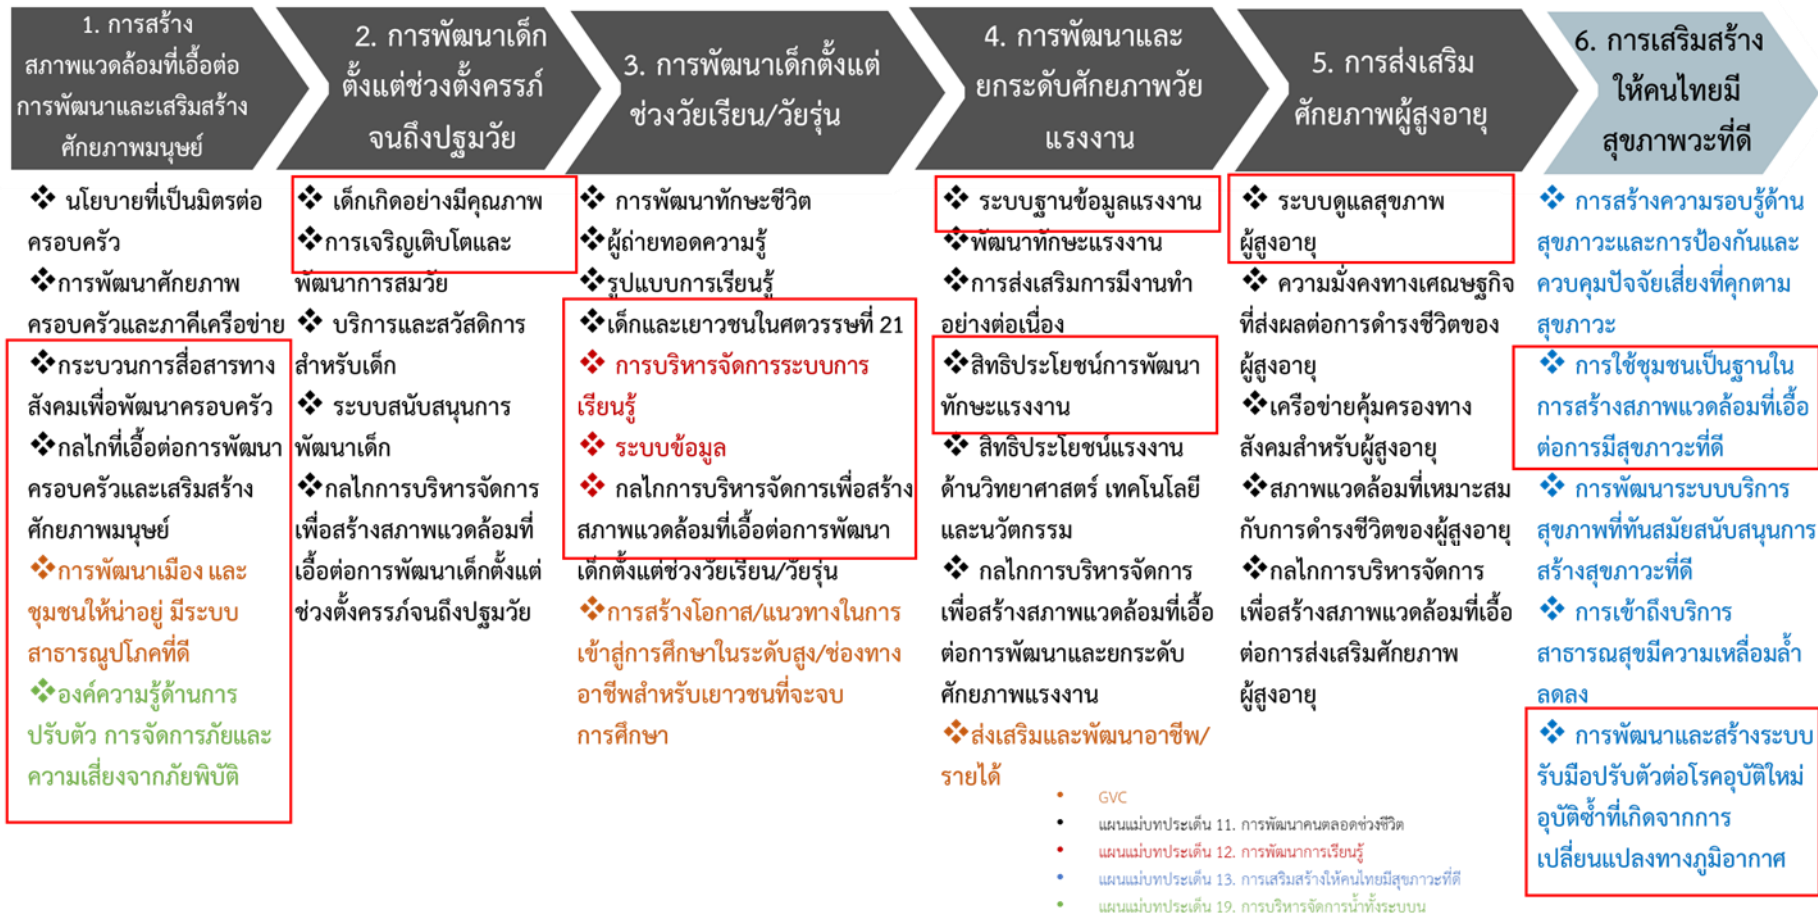 1. การสร้าง
สภาพแวดล้อมที่เอื้อต่อ
การพัฒนาและเสริมสร้าง
ศักยภาพมนุษย์
2. การพัฒนาเด็ก
ตั้งแต่ช่วงตั้งครรภ์
จนถึงปฐมวัย
3. การพัฒนาเด็กตั้งแต่
ช่วงวัยเรียน/วัยรุ่น
4. การพัฒนาและ
ยกระดับศักยภาพวัย
แรงงาน
5. การส่งเสริม
ศักยภาพผู้สูงอายุ
6. การเสริมสร้าง
ให้คนไทยมี
สุขภาพวะที่ดี
❖ นโยบายที่เป็นมิตรต่อ
ครอบครัว
❖การพัฒนาศักยภาพ
ครอบครัวและภาคีเครือข่าย
❖กระบวนการสื่อสารทาง
สังคมเพื่อพัฒนาครอบครัว
❖กลไกที่เอื้อต่อการพัฒนา
ครอบครัวและเสริมสร้าง
ศักยภาพมนุษย์
❖การพัฒนาเมือง และ
ชุมชนให้น่าอยู่ มีระบบ
สาธารณูปโภคที่ดี
❖องค์ความรู้ด้านการ
ปรับตัว การจัดการภัยและ
ความเสี่ยงจากภัยพิบัติ
❖ เด็กเกิดอย่างมีคุณภาพ
❖การเจริญเติบโตและ
พัฒนาการสมวัย
❖ บริการและสวัสดิการ
สำหรับเด็ก
❖ ระบบสนับสนุนการ
พัฒนาเด็ก
❖กลไกการบริหารจัดการ
เพื่อสร้างสภาพแวดล้อมที่
เอื้อต่อการพัฒนาเด็กตั้งแต่
ช่วงตั้งครรภ์จนถึงปฐมวัย
❖ การพัฒนาทักษะชีวิต
❖ผู้ถ่ายทอดความรู้
❖รูปแบบการเรียนรู้
❖เด็กและเยาวชนในศตวรรษที่ 21
❖ การบริหารจัดการระบบการ
เรียนรู้
❖ ระบบข้อมูล
❖ กลไกการบริหารจัดการเพื่อสร้าง
สภาพแวดล้อมที่เอื้อต่อการพัฒนา
เด็กตั้งแต่ช่วงวัยเรียน/วัยรุ่น
❖การสร้างโอกาส/แนวทางในการ
เข้าสู่การศึกษาในระดับสูง/ช่องทาง
อาชีพสำหรับเยาวชนที่จะจบ
การศึกษา
❖ ระบบฐานข้อมูลแรงงาน
❖พัฒนาทักษะแรงงาน
❖การส่งเสริมการมีงานทำ
อย่างต่อเนื่อง
❖สิทธิประโยชน์การพัฒนา
ทักษะแรงงาน
❖ สิทธิประโยชน์แรงงาน
ด้านวิทยาศาสตร์ เทคโนโลยี
และนวัตกรรม
❖ กลไกการบริหารจัดการ
เพื่อสร้างสภาพแวดล้อมที่เอื้อ
ต่อการพัฒนาและยกระดับ
ศักยภาพแรงงาน
❖ส่งเสริมและพัฒนาอาชีพ/
รายได้
❖ ระบบดูแลสุขภาพ
ผู้สูงอายุ
❖ ความมั่งคงทางเศณษฐกิจ
ที่ส่งผลต่อการดำรงชีวิตของ
ผู้สูงอายุ
❖เครือข่ายคุ้มครองทาง
สังคมสำหรับผู้สูงอายุ
❖สภาพแวดล้อมที่เหมาะสม
กับการดำรงชีวิตของผู้สูงอายุ
❖กลไกการบริหารจัดการ
เพื่อสร้างสภาพแวดล้อมที่เอื้อ
ต่อการส่งเสริมศักยภาพ
ผู้สูงอายุ
❖ การสร้างความรอบรู้ด้าน
สุขภาวะและการป้องกันและ
ควบคุมปัจจัยเสี่ยงที่คุกตาม
สุขภาวะ
❖ การใช้ชุมชนเป็นฐานใน
การสร้างสภาพแวดล้อมที่เอื้อ
ต่อการมีสุขภาวะที่ดี
❖ การพัฒนาระบบบริการ
สุขภาพที่ทันสมัยสนับสนุนการ
สร้างสุขภาวะที่ดี
❖ การเข้าถึงบริการ
สาธารณสุขมีความเหลื่อมล้ำ
ลดลง
❖ การพัฒนาและสร้างระบบ
รับมือปรับตัวต่อโรคอุบัติใหม่
อุบัติซ้ำที่เกิดจากการ
เปลี่ยนแปลงทางภูมิอากาศ
• GVC
• แผนแม่บทประเด็น 11. การพัฒนาคนตลอดช่วงชีวิต
• แผนแม่บทประเด็น 12. การพัฒนาการเรียนรู้
• แผนแม่บทประเด็น 13. การเสริมสร้างให้คนไทยมีสุขภาวะที่ดี
• แผนแม่บทประเด็น 19. การบริหารจัดการน้ำทั้งระบบบน